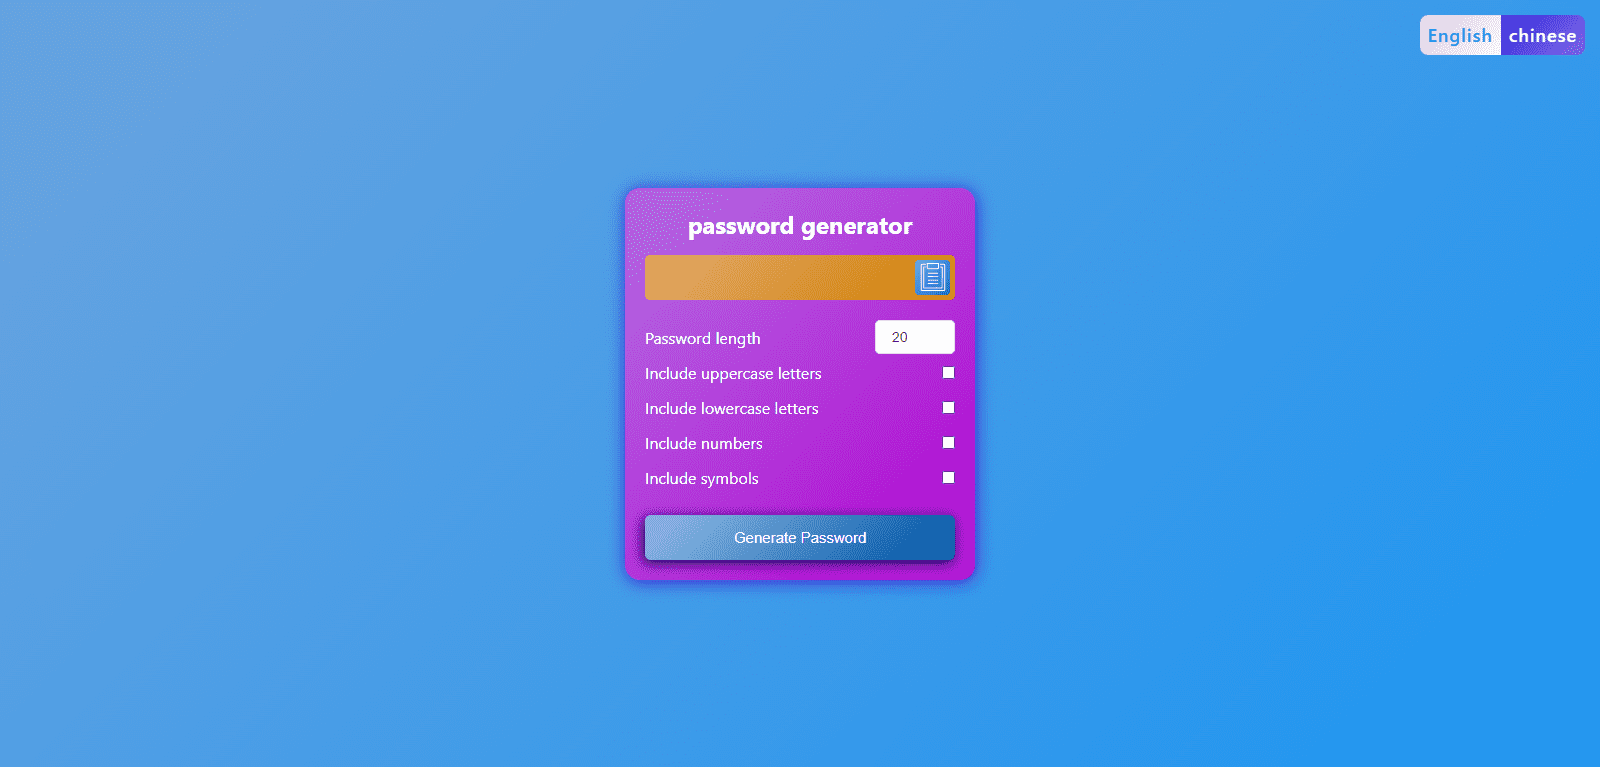 English chinese
password generator
Password length 20
Include uppercase letters
Include lowercase letters
Include numbers
Include symbols
Generate Password